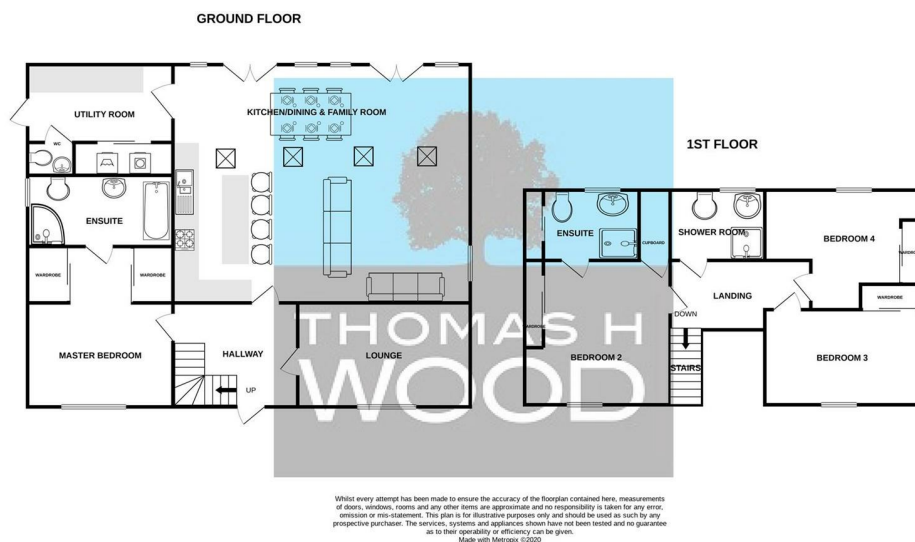 GROUND FLOOR
UTILITY ROOM
WC
KITCHEN/DINING & FAMILY ROOM
ENSUITE
WARDROBE
WARDROBE
MASTER BEDROOM
HALLWAY
UP
LOUNGE
1ST FLOOR
ENSUITE
CUPBOARD
SHOWER ROOM
BEDROOM 4
WARDROBE
WARDROBE
LANDING
DOWN
WARDROBE
BEDROOM 2
STAIRS
BEDROOM 3
THOMAS H
WOOD
Whilst every attempt has been made to ensure the accuracy of the floorplan contained here, measurements
of doors, windows, rooms and any other items are approximate and no responsibility is taken for any error,
omission or mis-statement. This plan is for illustrative purposes only and should be used as such by any
prospective purchaser. The services, systems and appliances shown have not been tested and no guarantee
as to their operability or efficiency can be given.
Made with Metropix ©2020